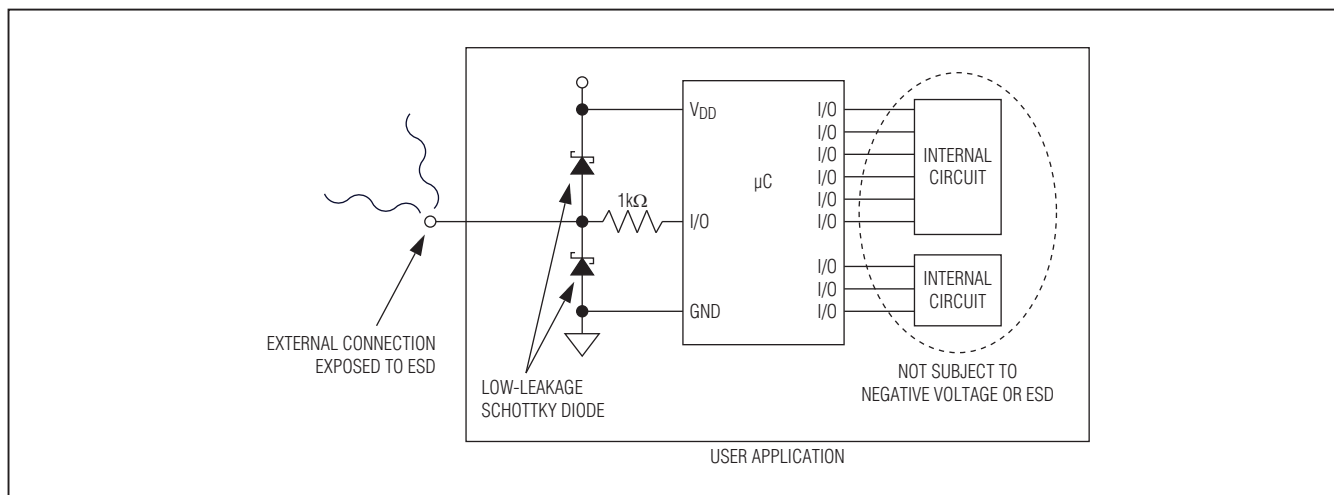 VDD
I/O
I/O
I/O
I/O
I/O
I/O
INTERNAL
CIRCUIT
µC
1kΩ
I/O
I/O
I/O
I/O
INTERNAL
CIRCUIT
GND
EXTERNAL CONNECTION
EXPOSED TO ESD
LOW-LEAKAGE
SCHOTTKY DIODE
NOT SUBJECT TO
NEGATIVE VOLTAGE OR ESD
USER APPLICATION